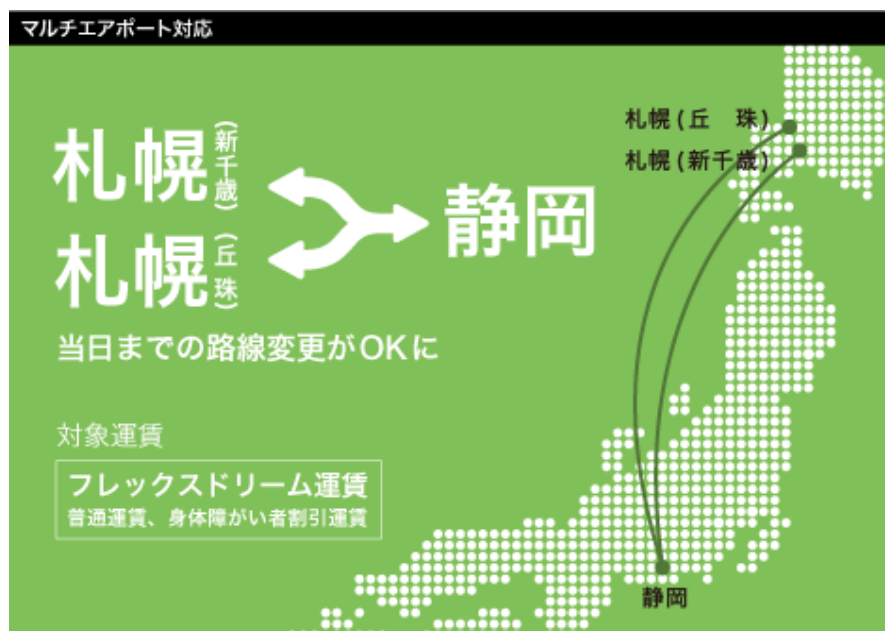 マルチエアポート対応
札幌(新千歳)
札幌(丘珠)
静岡
当日までの路線変更がOKに
対象運賃
フレックスドリーム運賃
普通運賃、身体障がい者割引運賃
札幌(丘 珠)
札幌(新千歳)
静岡